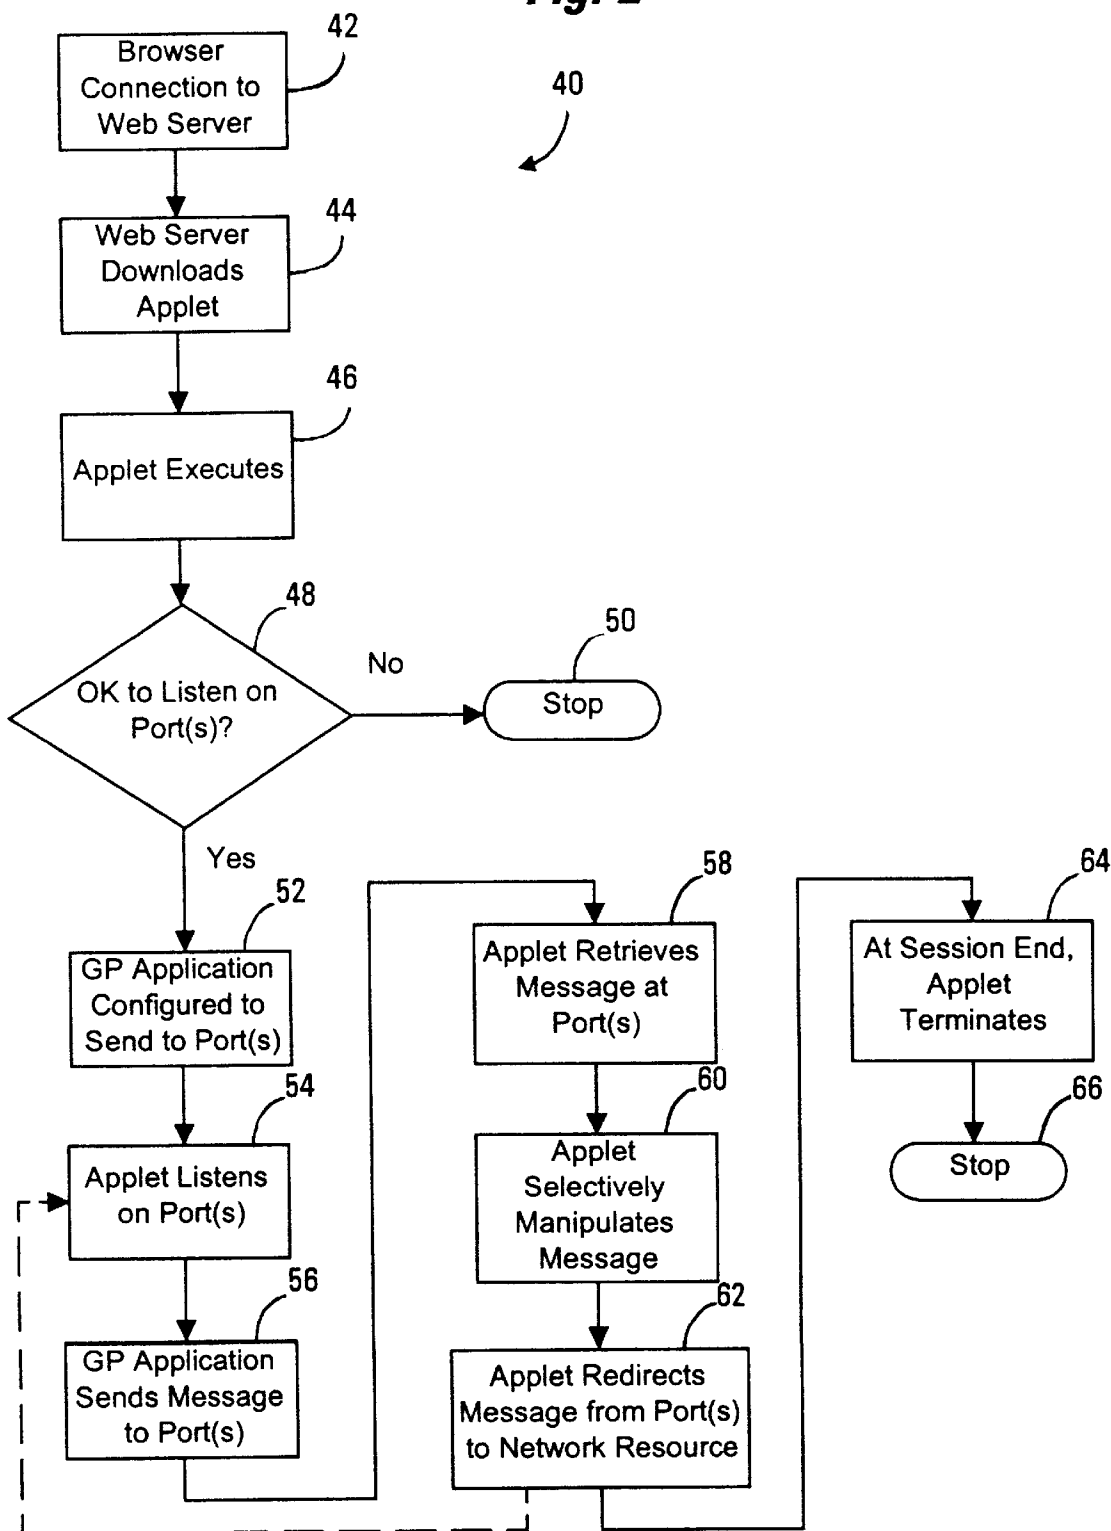 Fig. 2
42
Browser
Connection to
Web Server
40
44
Web Server
Downloads
Applet
46
Applet Executes
48
OK to Listen on
Port(s)?
No
50
Stop
Yes
52
GP Application
Configured to
Send to Port(s)
54
Applet Listens
on Port(s)
56
GP Application
Sends Message
to Port(s)
58
Applet Retrieves
Message at
Port(s)
60
Applet
Selectively
Manipulates
Message
62
Applet Redirects
Message from Port(s)
to Network Resource
64
At Session End,
Applet
Terminates
66
Stop